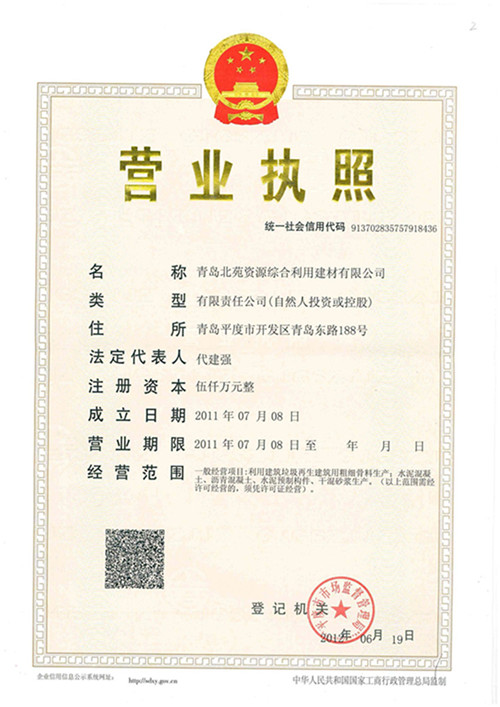 营业执照
统一社会信用代码 913702835757918436
名称 青岛北苑资源综合利用建材有限公司
类型 有限责任公司(自然人投资或控股)
住所 青岛平度市开发区青岛东路188号
法定代表人 代建强
注册资本 伍仟万元整
成立日期 2011年07月08日
营业期限 2011年07月08日至 年 月 日
经营范围 一般经营项目:利用建筑垃圾再生建筑用粗细骨料生产;水泥混凝
土、沥青混凝土、水泥预制构件、干混砂浆生产。(以上范围需经
许可经营的，须凭许可证经营)。
登记机关
年 06月 19日
企业信用信息公示系统网址: http://sdxy.gov.cn 中华人民共和国国家工商行政管理总局监制